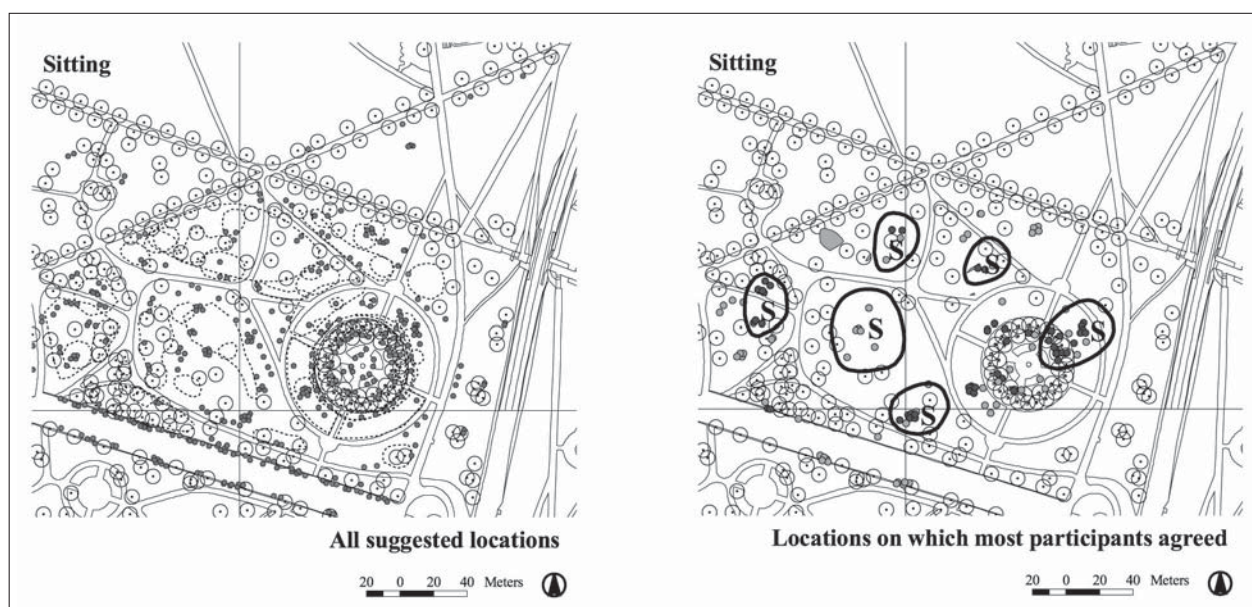 Sitting
All suggested locations
20 0 20 40 Meters
Sitting
S
S
S
S
S
S
Locations on which most participants agreed
20 0 20 40 Meters